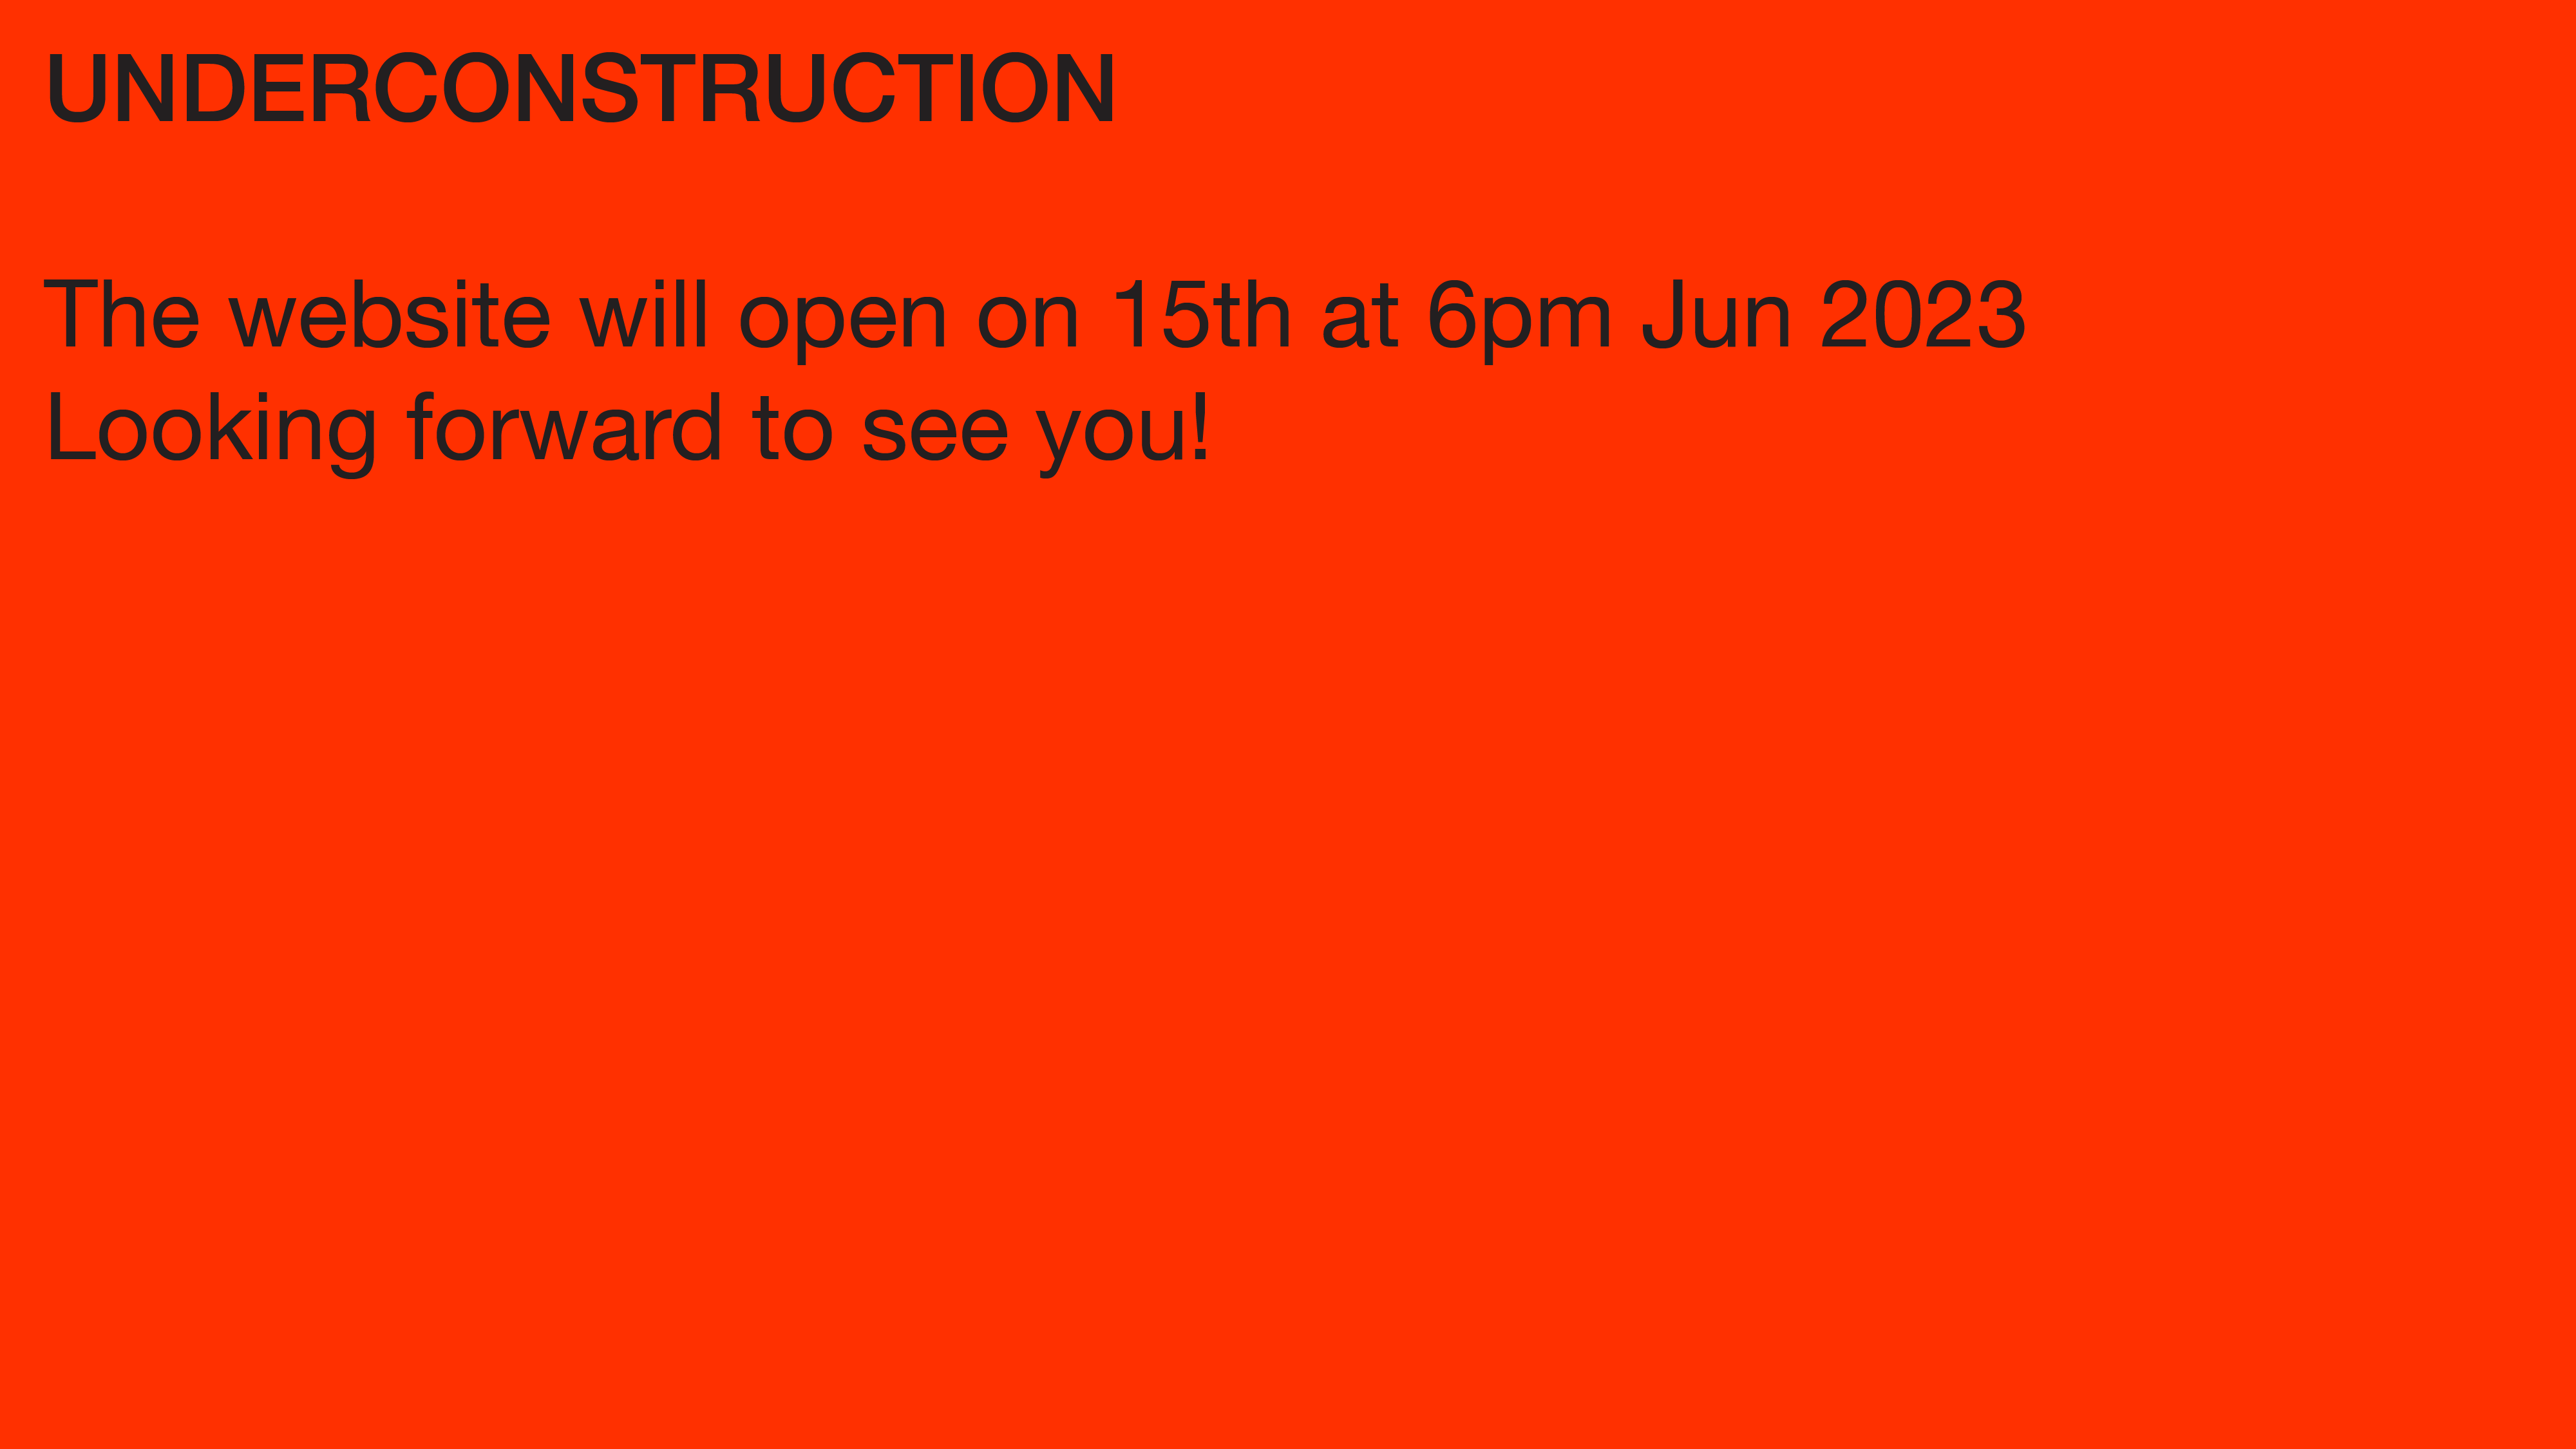 UNDERCONSTRUCTION
The website will open on 15th at 6pm Jun 2023
Looking forward to see you!